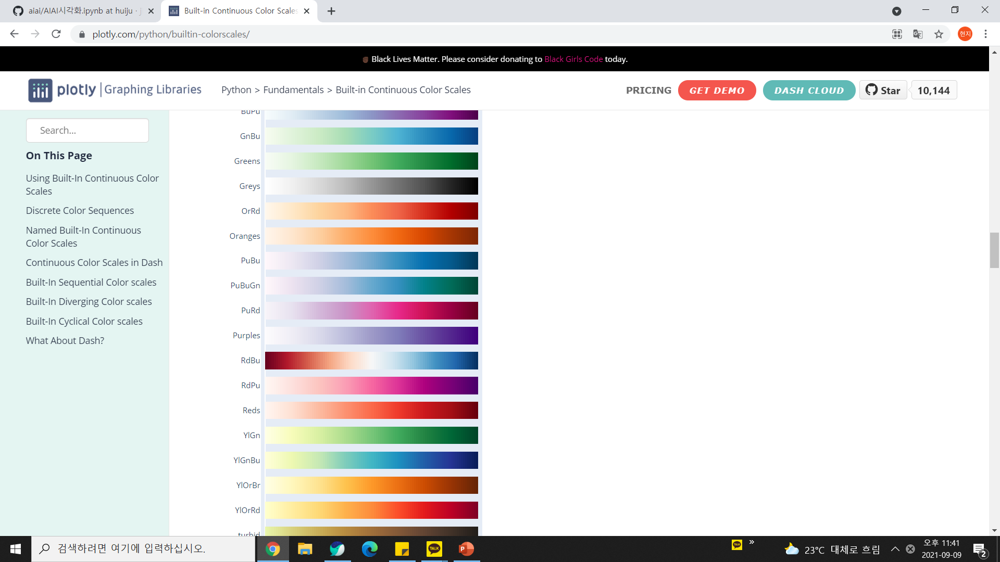 aiai/AIAI시각화.ipynb at huiju · j
Built-in Continuous Color Scales
plotly.com/python/builtin-colorscales/
현지
Black Lives Matter. Please consider donating to Black Girls Code today.
plotly | Graphing Libraries
Python > Fundamentals > Built-in Continuous Color Scales
PRICING
GET DEMO
DASH CLOUD
Star
10,144
Search...
On This Page
Using Built-In Continuous Color
Scales
Discrete Color Sequences
Named Built-In Continuous
Color Scales
Continuous Color Scales in Dash
Built-In Sequential Color scales
Built-In Diverging Color scales
Built-In Cyclical Color scales
What About Dash?
BuPu
GnBu
Greens
Greys
OrRd
Oranges
PuBu
PuBuGn
PuRd
Purples
RdBu
RdPu
Reds
YlGn
YlGnBu
YlOrBr
YlOrRd
turbid
검색하려면 여기에 입력하십시오.
TALK
P
TALK
»
23°C 대체로 흐림
오후 11:41
2021-09-09
2